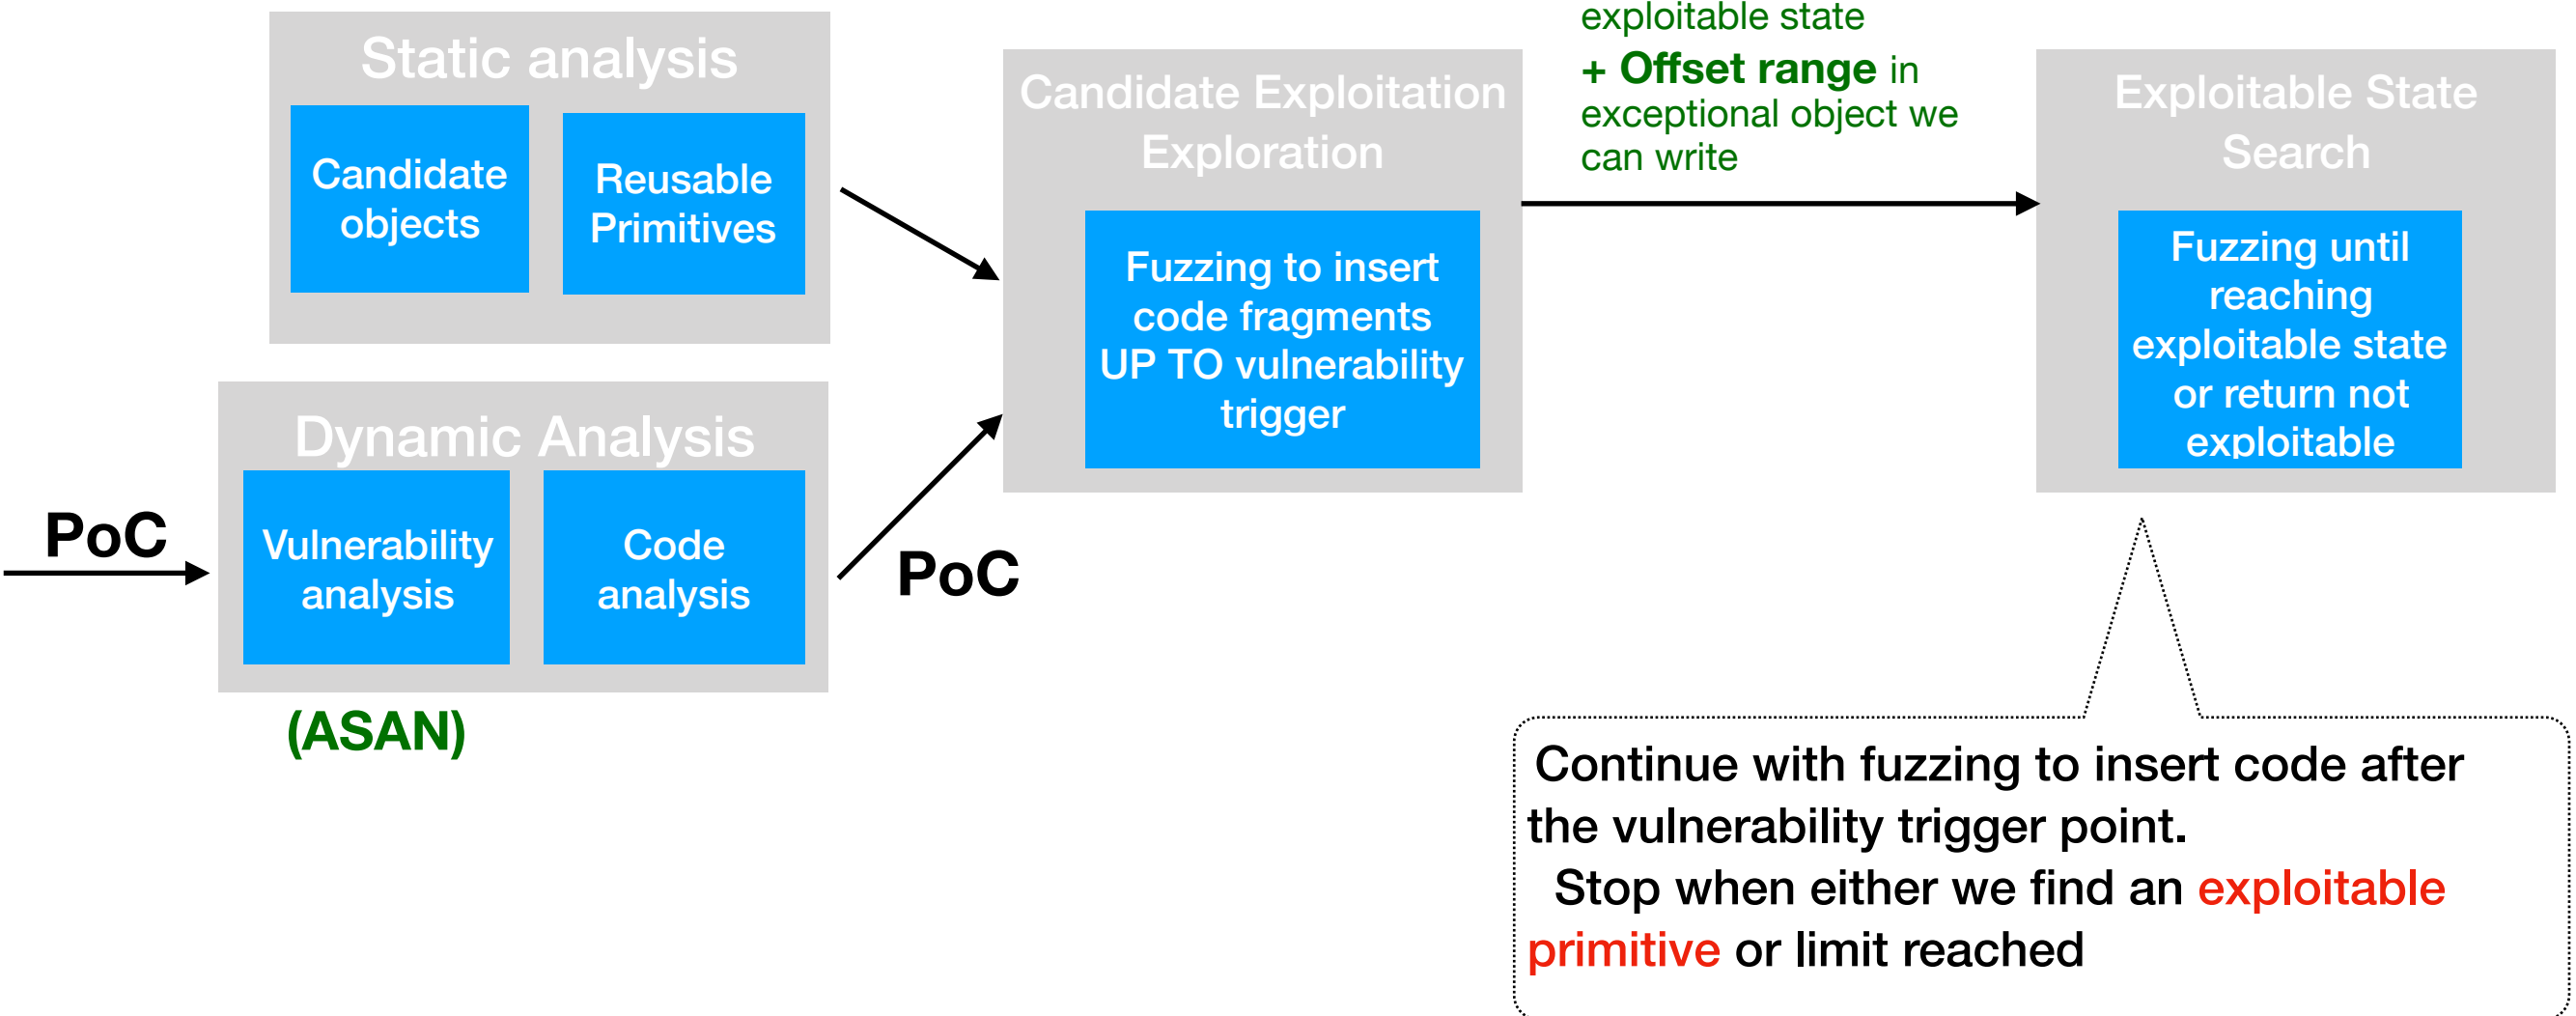 Static analysis
Candidate
objects
Reusable
Primitives
Dynamic Analysis
PoC
Vulnerability
analysis
Code
analysis
(ASAN)
PoC
Candidate Exploitation
Exploration
Fuzzing to insert
code fragments
UP TO vulnerability
trigger
exploitable state
+ Offset range in
exceptional object we
can write
Exploitable State
Search
Fuzzing until
reaching
exploitable state
or return not
exploitable
Continue with fuzzing to insert code after
the vulnerability trigger point.
Stop when either we find an exploitable
primitive or limit reached